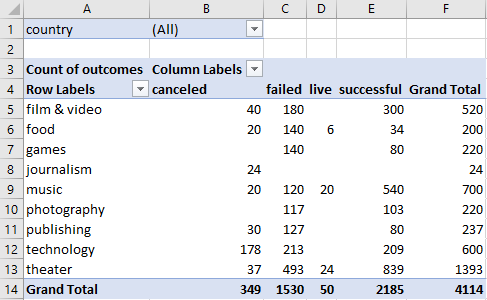 A B C D E F
1 country (All)
2
3 Count of outcomes Column Labels
4 Row Labels canceled failed live successful Grand Total
5 film & video 40 180 300 520
6 food 20 140 6 34 200
7 games 140 80 220
8 journalism 24 24
9 music 20 120 20 540 700
10 photography 117 103 220
11 publishing 30 127 80 237
12 technology 178 213 209 600
13 theater 37 493 24 839 1393
14 Grand Total 349 1530 50 2185 4114